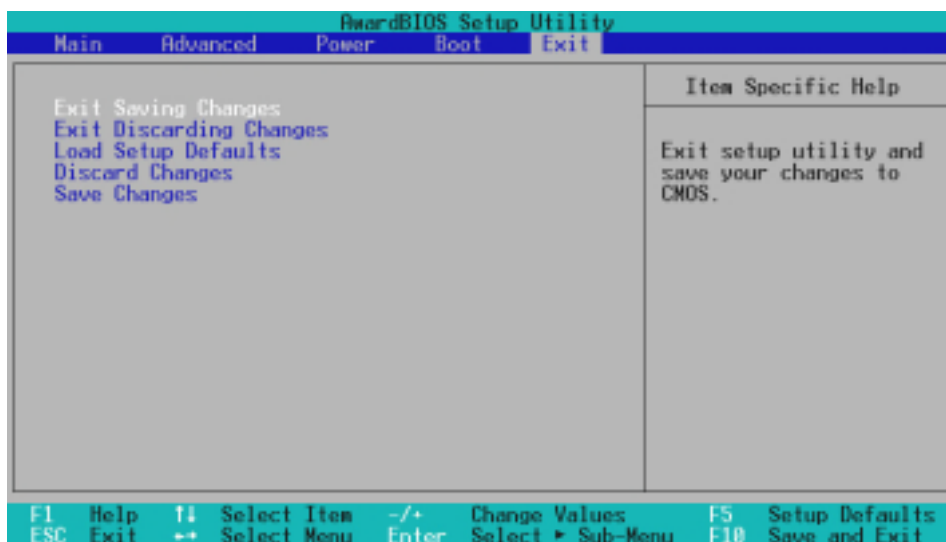 AwardBIOS Setup Utility
Main Advanced Power Boot Exit
Exit Saving Changes
Exit Discarding Changes
Load Setup Defaults
Discard Changes
Save Changes
Item Specific Help
Exit setup utility and
save your changes to
CMOS.
F1 Help ↑↓ Select Item -/+ Change Values F5 Setup Defaults
ESC Exit ←→ Select Menu Enter Select ► Sub-Menu F10 Save and Exit